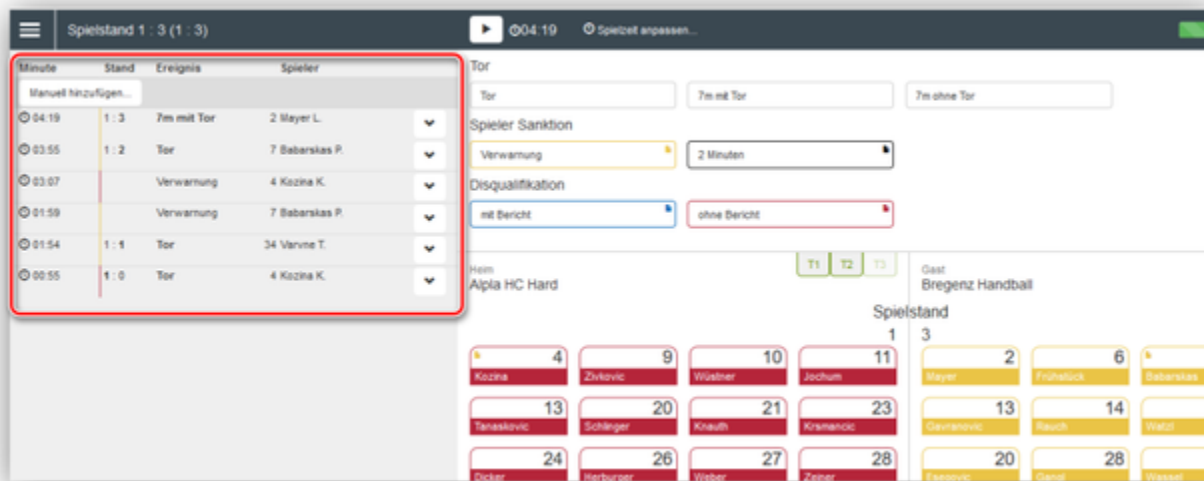 Spielstand 1 : 3 (1 : 3)
04:19 Spielzeit anpassen...
Minute Stand Ereignis Spieler
Manuell hinzufügen...
04:19 1 : 3 7m mit Tor 2 Mayer L.
03:55 1 : 2 Tor 7 Babarskas P.
03:07 Verwarnung 4 Kozina K.
01:59 Verwarnung 7 Babarskas P.
01:54 1 : 1 Tor 34 Varvne T.
00:55 1 : 0 Tor 4 Kozina K.
Tor
Tor 7m mit Tor 7m ohne Tor
Spieler Sanktion
Verwarnung 2 Minuten
Disqualifikation
mit Bericht ohne Bericht
Heim
Alpla HC Hard
T1 T2 T3
Gast
Bregenz Handball
Spielstand
1 3
4 9 10 11 2 6
Kozina Zivkovic Wüstner Jochum Mayer Frühstück Babarskas
13 20 21 23 13 14
Tanaskovic Schlinger Knauth Krsmancic Gavranovic Rauch Watzl
24 26 27 28 20 28
Dicker Herburger Weber Zeiner Esegovic Gangl Wassel